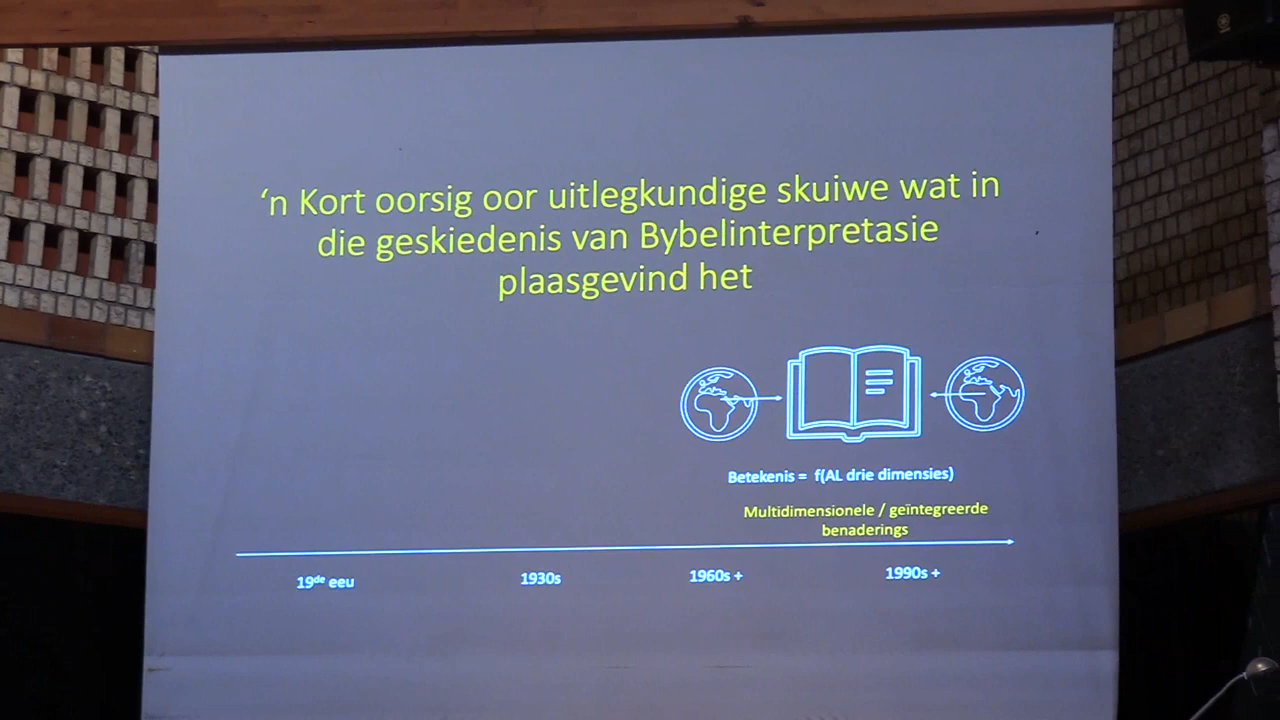 ‘n Kort oorsig oor uitlegkundige skuiwe wat in
die geskiedenis van Bybelinterpretasie
plaasgevind het
Betekenis = f(AL drie dimensies)
Multidimensionele / geïntegreerde
benaderings
19de eeu
1930s
1960s +
1990s +